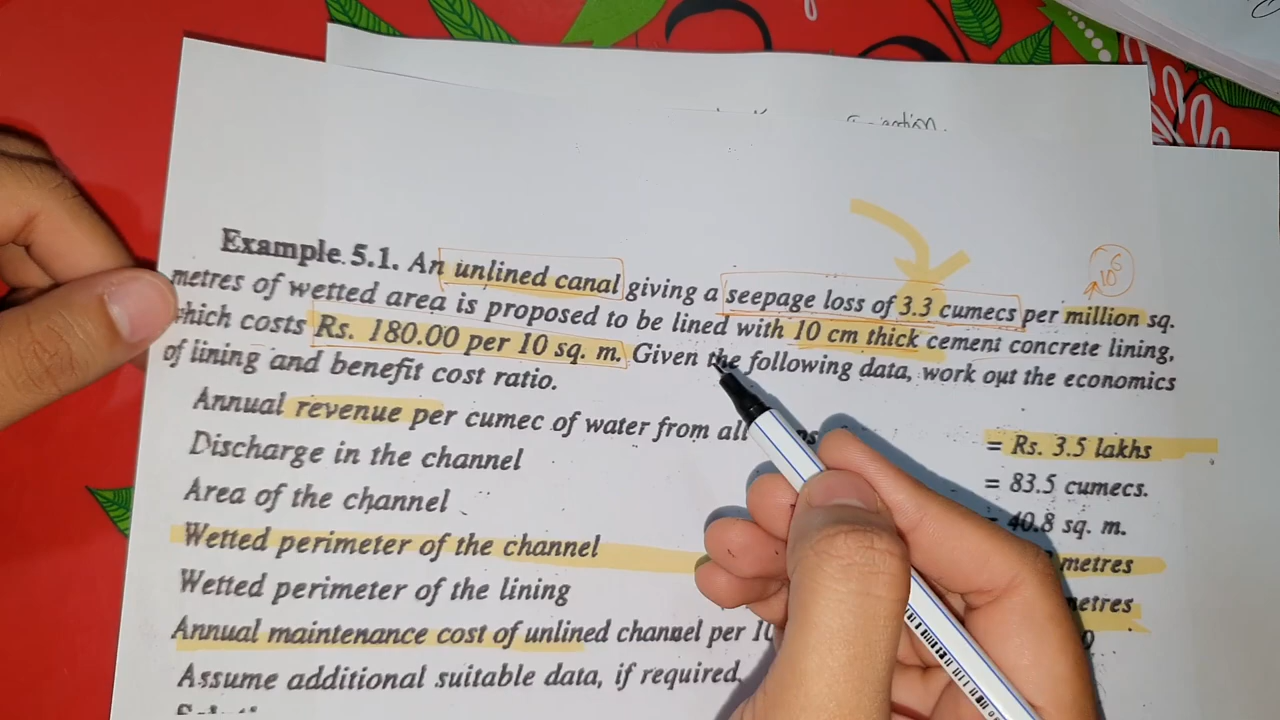 Example 5.1. An unlined canal giving a seepage loss of 3.3 cumecs per million sq.
metres of wetted area is proposed to be lined with 10 cm thick cement concrete lining,
which costs Rs. 180.00 per 10 sq. m. Given the following data, work out the economics
of lining and benefit cost ratio.
Annual revenue per cumec of water from all = Rs. 3.5 lakhs
Discharge in the channel = 83.5 cumecs.
Area of the channel = 40.8 sq. m.
Wetted perimeter of the channel metres
Wetted perimeter of the lining metres
Annual maintenance cost of unlined channel per
Assume additional suitable data, if required.